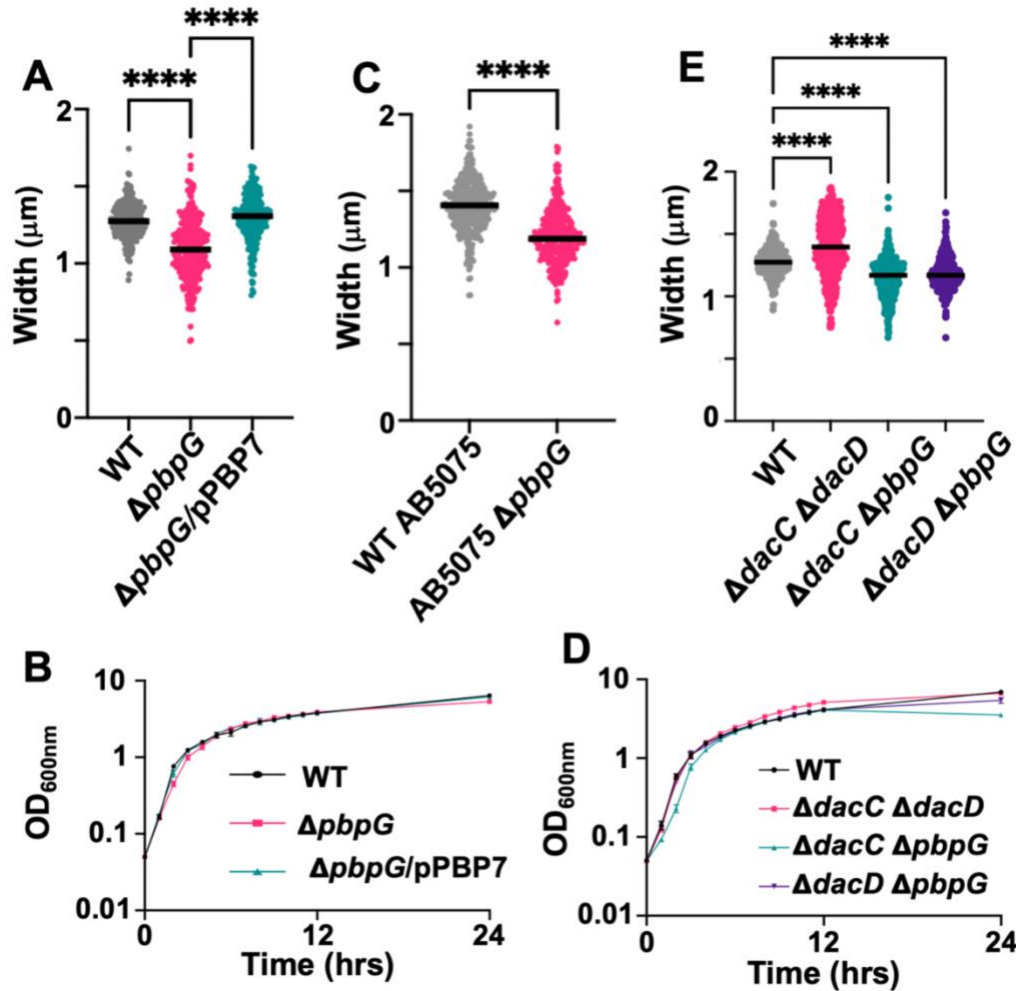 A
****
****
Width (μm)
2
1
0
WT
ΔpbpG
ΔpbpG/pPBP7
C
****
Width (μm)
2
1
0
WT AB5075
AB5075 ΔpbpG
E
****
****
****
Width (μm)
2
1
0
WT
ΔdacC ΔdacD
ΔdacC ΔpbpG
ΔdacD ΔpbpG
B
OD600nm
10
1
0.1
0.01
WT
ΔpbpG
ΔpbpG/pPBP7
0
12
24
Time (hrs)
D
OD600nm
10
1
0.1
0.01
WT
ΔdacC ΔdacD
ΔdacC ΔpbpG
ΔdacD ΔpbpG
0
12
24
Time (hrs)